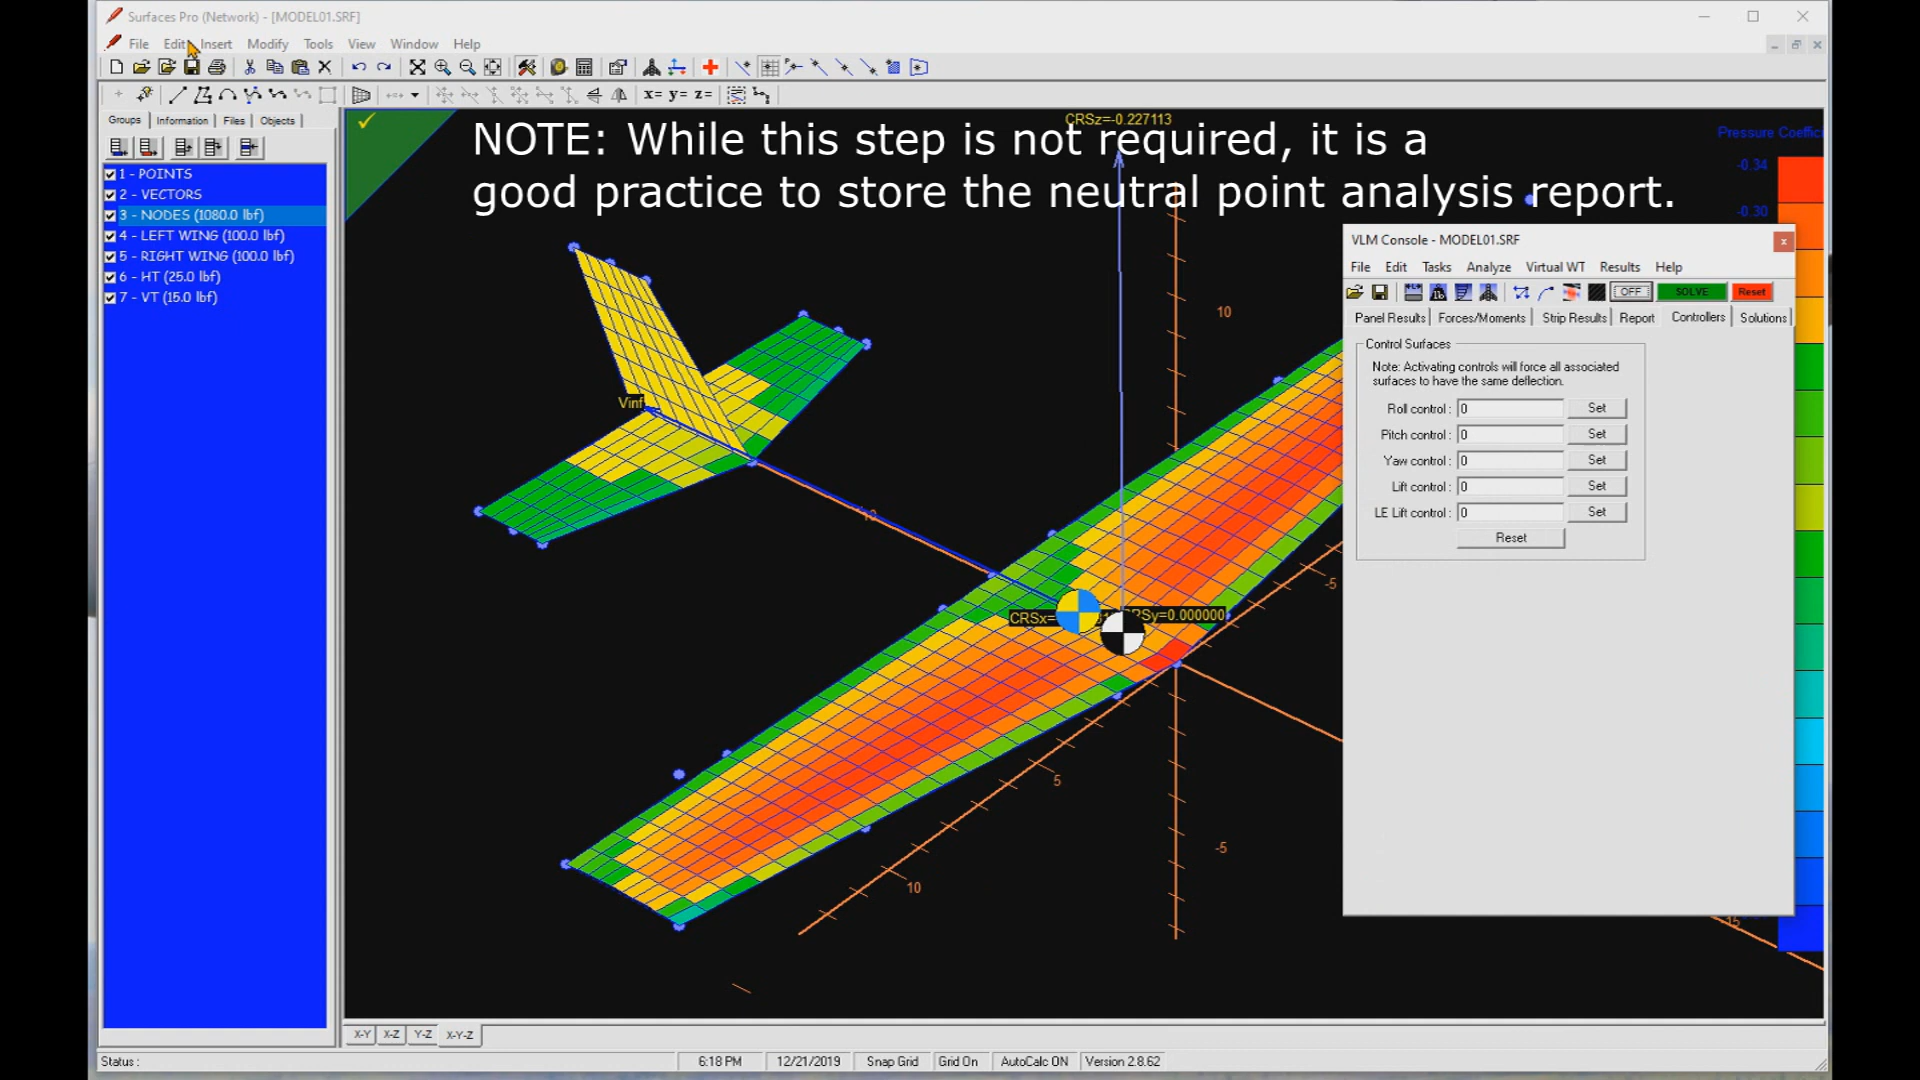 Surfaces Pro (Network) - [MODEL01.SRF]
File Edit Insert Modify Tools View Window Help
x= y= z=
Groups Information Files Objects
1 - POINTS
2 - VECTORS
3 - NODES (1080.0 lbf)
4 - LEFT WING (100.0 lbf)
5 - RIGHT WING (100.0 lbf)
6 - HT (25.0 lbf)
7 - VT (15.0 lbf)
CRSz=-0.227113
NOTE: While this step is not required, it is a
good practice to store the neutral point analysis report.
Pressure Coeffic
-0.34
-0.30
10
Vinf
10
CRSx=
CRSy=0.000000
-5
5
-5
10
15
VLM Console - MODEL01.SRF
File Edit Tasks Analyze Virtual WT Results Help
OFF SOLVE Reset
Panel Results Forces/Moments Strip Results Report Controllers Solutions
Control Surfaces
Note: Activating controls will force all associated
surfaces to have the same deflection.
Roll control : 0 Set
Pitch control : 0 Set
Yaw control : 0 Set
Lift control : 0 Set
LE Lift control : 0 Set
Reset
X-Y X-Z Y-Z X-Y-Z
Status : 6:18 PM 12/21/2019 Snap Grid Grid On AutoCalc ON Version 2.8.62